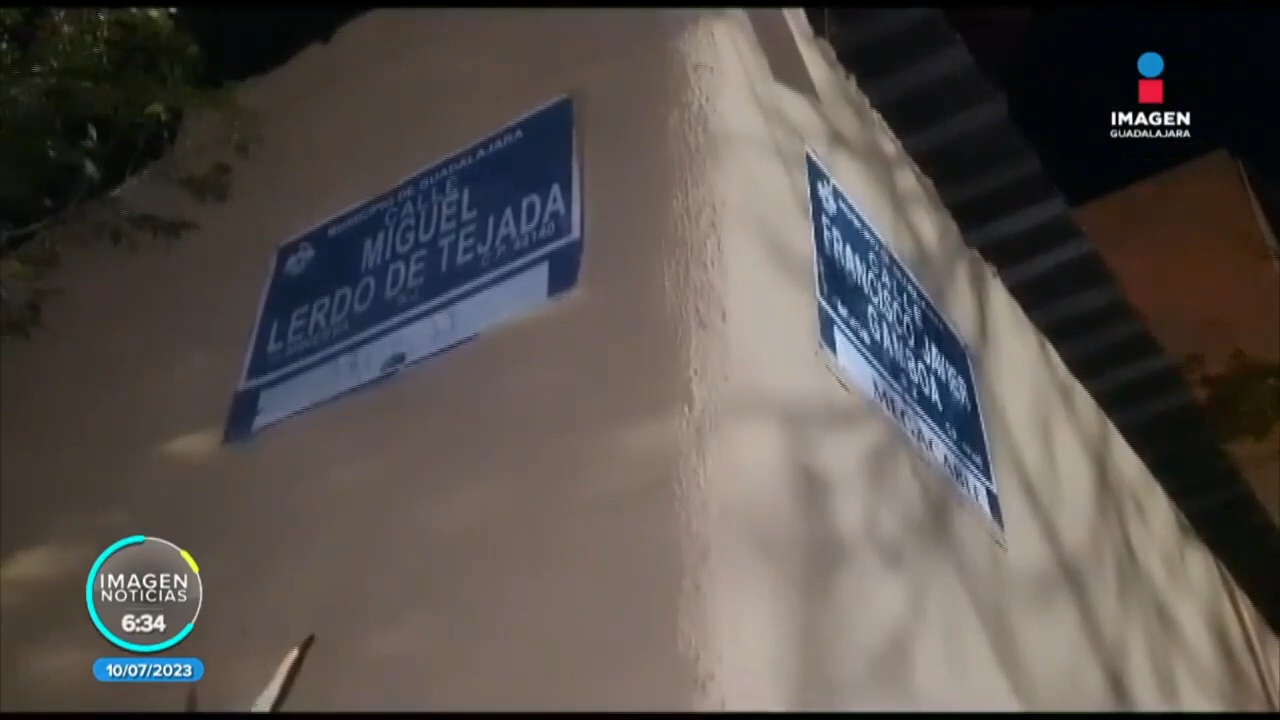 MUNICIPIO DE GUADALAJARA
CALLE
MIGUEL
LERDO DE TEJADA
C.P. 44140
CALLE
FRANCISCO JAVIER
GAMBOA
MEGACABLE
IMAGEN
GUADALAJARA
IMAGEN
NOTICIAS
6:34
10/07/2023